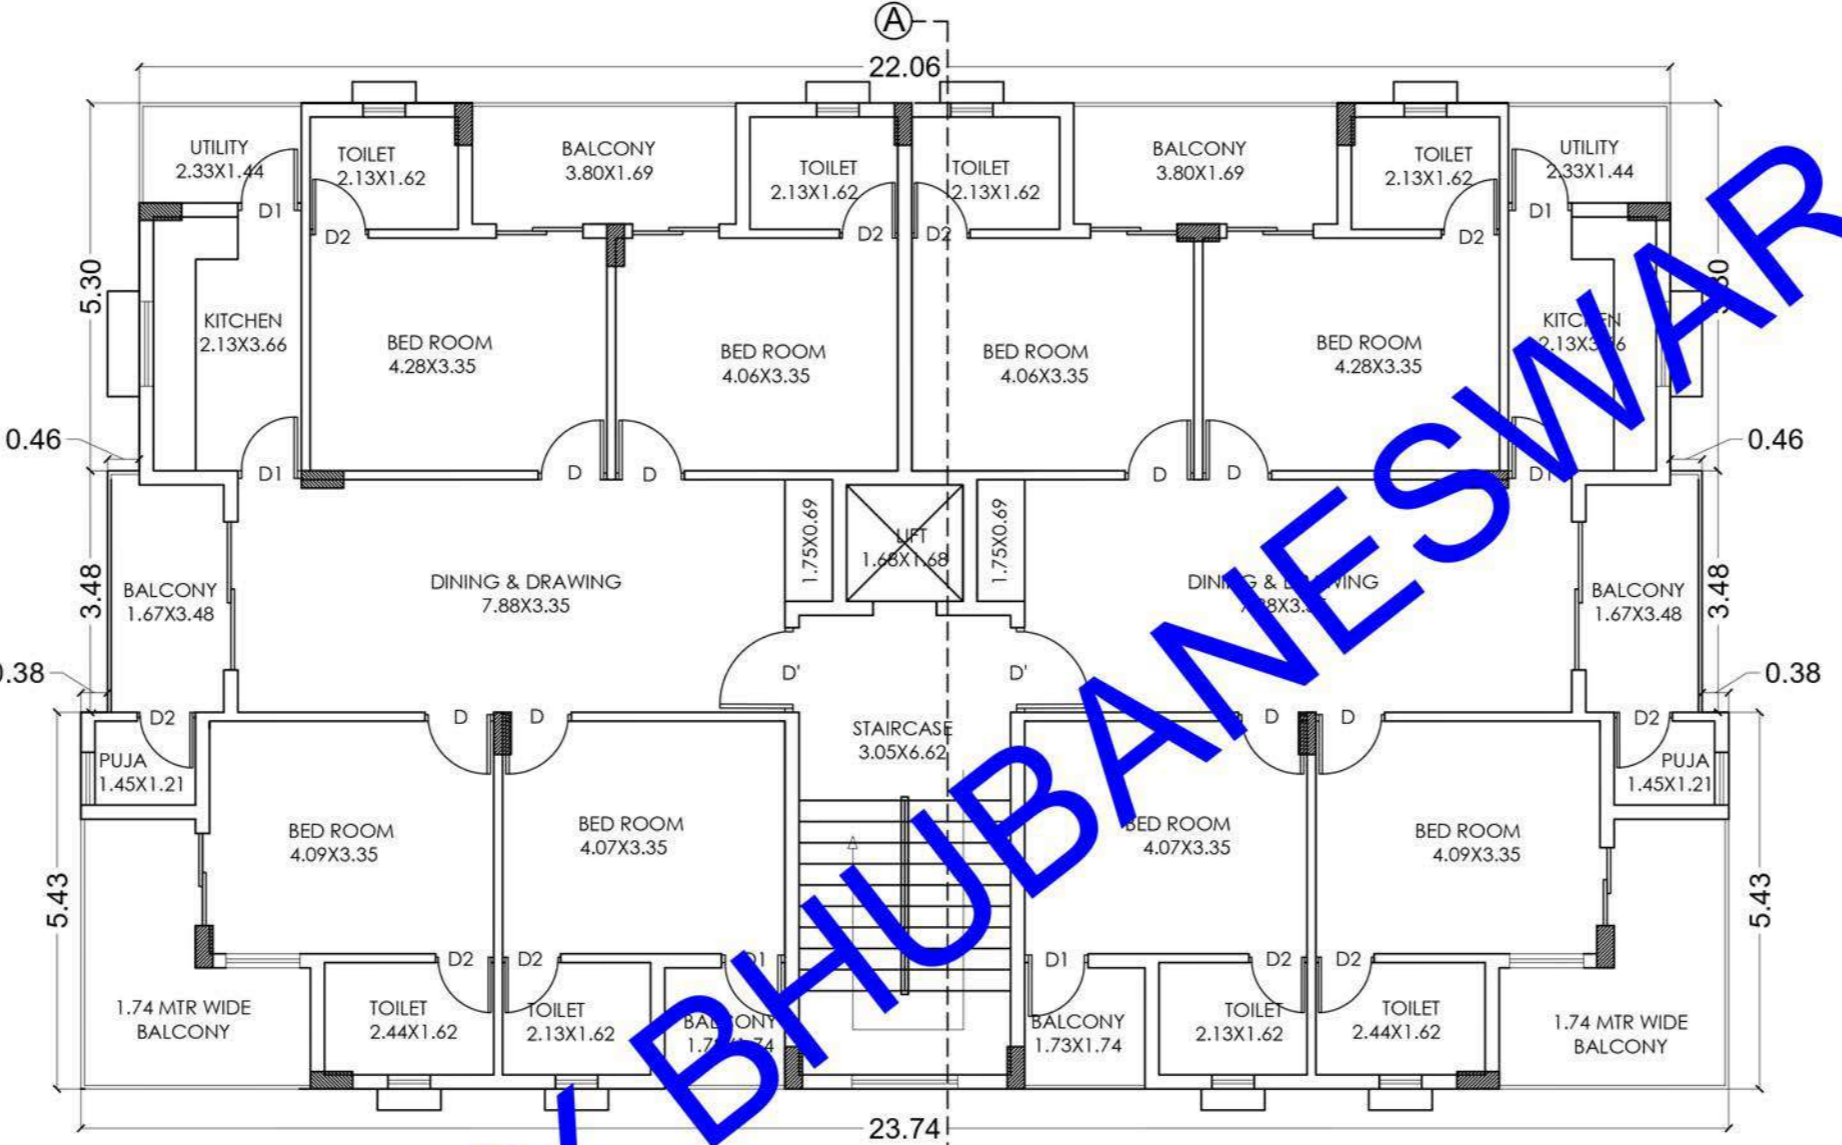 A
22.06
UTILITY
2.33X1.44
TOILET
2.13X1.62
BALCONY
3.80X1.69
TOILET
2.13X1.62
TOILET
2.13X1.62
BALCONY
3.80X1.69
TOILET
2.13X1.62
UTILITY
2.33X1.44
D1
D2
D2
D2
D2
D1
5.30
KITCHEN
2.13X3.66
BED ROOM
4.28X3.35
BED ROOM
4.06X3.35
BED ROOM
4.06X3.35
BED ROOM
4.28X3.35
KITCHEN
0.46
D1
D
D
D
D
D1
0.46
3.48
BALCONY
1.67X3.48
DINING & DRAWING
7.88X3.35
1.75X0.69
LIFT
1.68X1.68
1.75X0.69
DINING & DRAWING
BALCONY
1.67X3.48
3.48
0.38
D'
D'
0.38
D2
D
D
STAIRCASE
3.05X6.62
D
D
D2
PUJA
1.45X1.21
PUJA
1.45X1.21
5.43
BED ROOM
4.09X3.35
BED ROOM
4.07X3.35
BED ROOM
4.07X3.35
BED ROOM
4.09X3.35
5.43
D2
D2
D1
D1
D2
D2
1.74 MTR WIDE
BALCONY
TOILET
2.44X1.62
TOILET
2.13X1.62
BALCONY
BALCONY
1.73X1.74
TOILET
2.13X1.62
TOILET
2.44X1.62
1.74 MTR WIDE
BALCONY
23.74
BHUBANESWAR